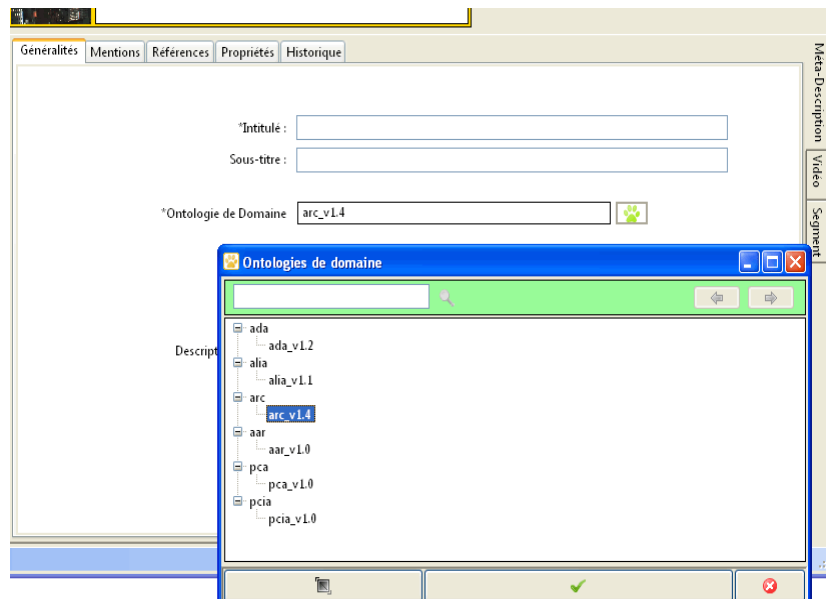 Généralités Mentions Références Propriétés Historique
Méta-Description
Vidéo
Segment
*Intitulé :
Sous-titre :
*Ontologie de Domaine arc_v1.4
Ontologies de domaine
Descript
ada
ada_v1.2
alia
alia_v1.1
arc
arc_v1.4
aar
aar_v1.0
pca
pca_v1.0
pcia
pcia_v1.0